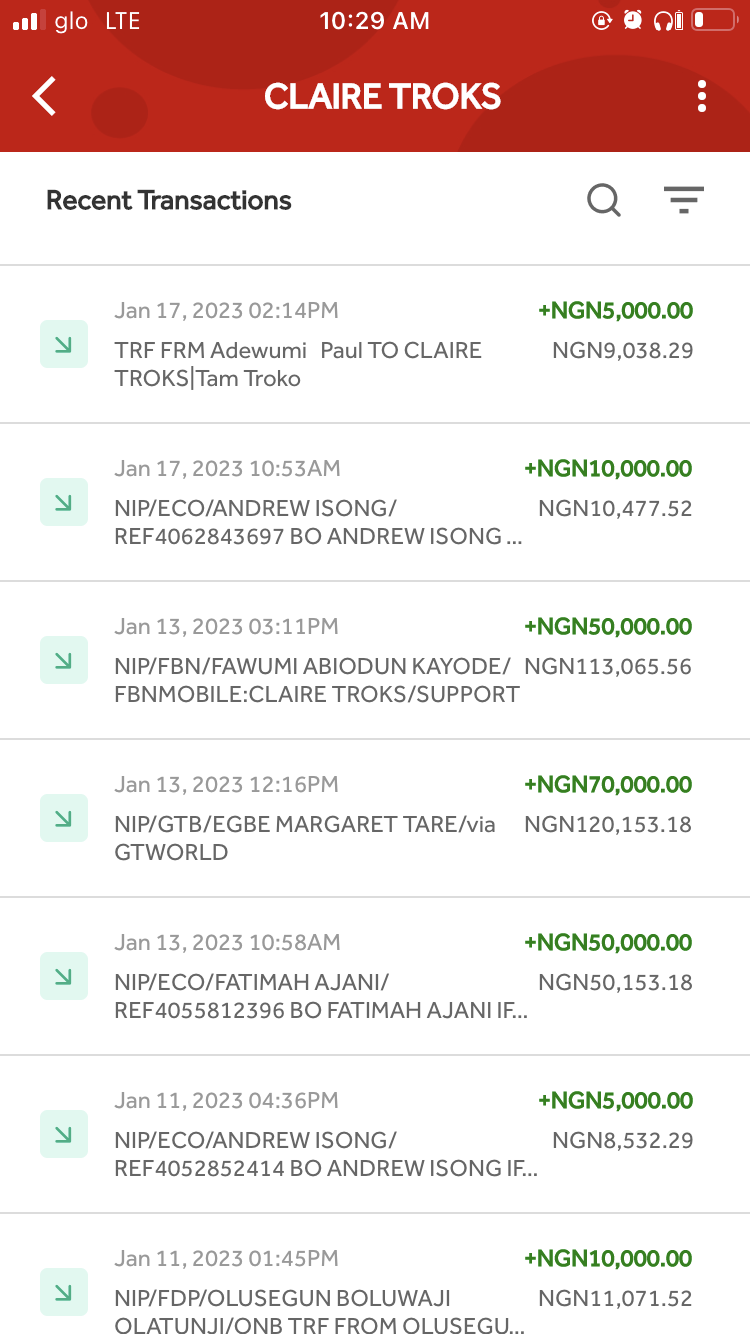 glo LTE 10:29 AM
CLAIRE TROKS
Recent Transactions
Jan 17, 2023 02:14PM +NGN5,000.00
TRF FRM Adewumi Paul TO CLAIRE NGN9,038.29
TROKS|Tam Troko
Jan 17, 2023 10:53AM +NGN10,000.00
NIP/ECO/ANDREW ISONG/ NGN10,477.52
REF4062843697 BO ANDREW ISONG ...
Jan 13, 2023 03:11PM +NGN50,000.00
NIP/FBN/FAWUMI ABIODUN KAYODE/ NGN113,065.56
FBNMOBILE:CLAIRE TROKS/SUPPORT
Jan 13, 2023 12:16PM +NGN70,000.00
NIP/GTB/EGBE MARGARET TARE/via NGN120,153.18
GTWORLD
Jan 13, 2023 10:58AM +NGN50,000.00
NIP/ECO/FATIMAH AJANI/ NGN50,153.18
REF4055812396 BO FATIMAH AJANI IF...
Jan 11, 2023 04:36PM +NGN5,000.00
NIP/ECO/ANDREW ISONG/ NGN8,532.29
REF4052852414 BO ANDREW ISONG IF...
Jan 11, 2023 01:45PM +NGN10,000.00
NIP/FDP/OLUSEGUN BOLUWAJI NGN11,071.52
OLATUNJI/ONB TRF FROM OLUSEGU...